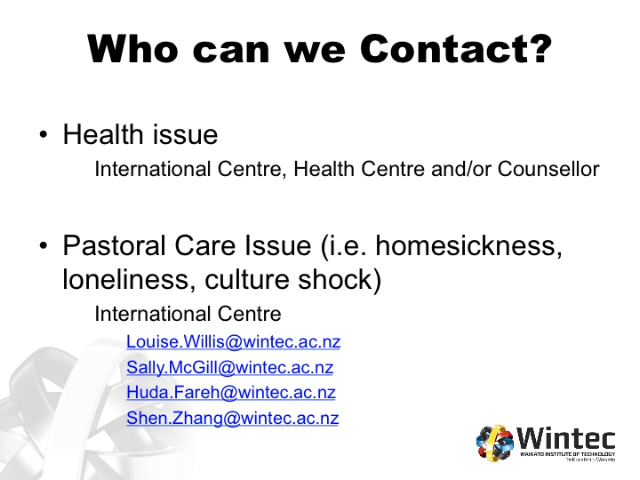 Who can we Contact?
• Health issue
International Centre, Health Centre and/or Counsellor
• Pastoral Care Issue (i.e. homesickness,
loneliness, culture shock)
International Centre
Louise.Willis@wintec.ac.nz
Sally.McGill@wintec.ac.nz
Huda.Fareh@wintec.ac.nz
Shen.Zhang@wintec.ac.nz
Wintec
WAIKATO INSTITUTE OF TECHNOLOGY